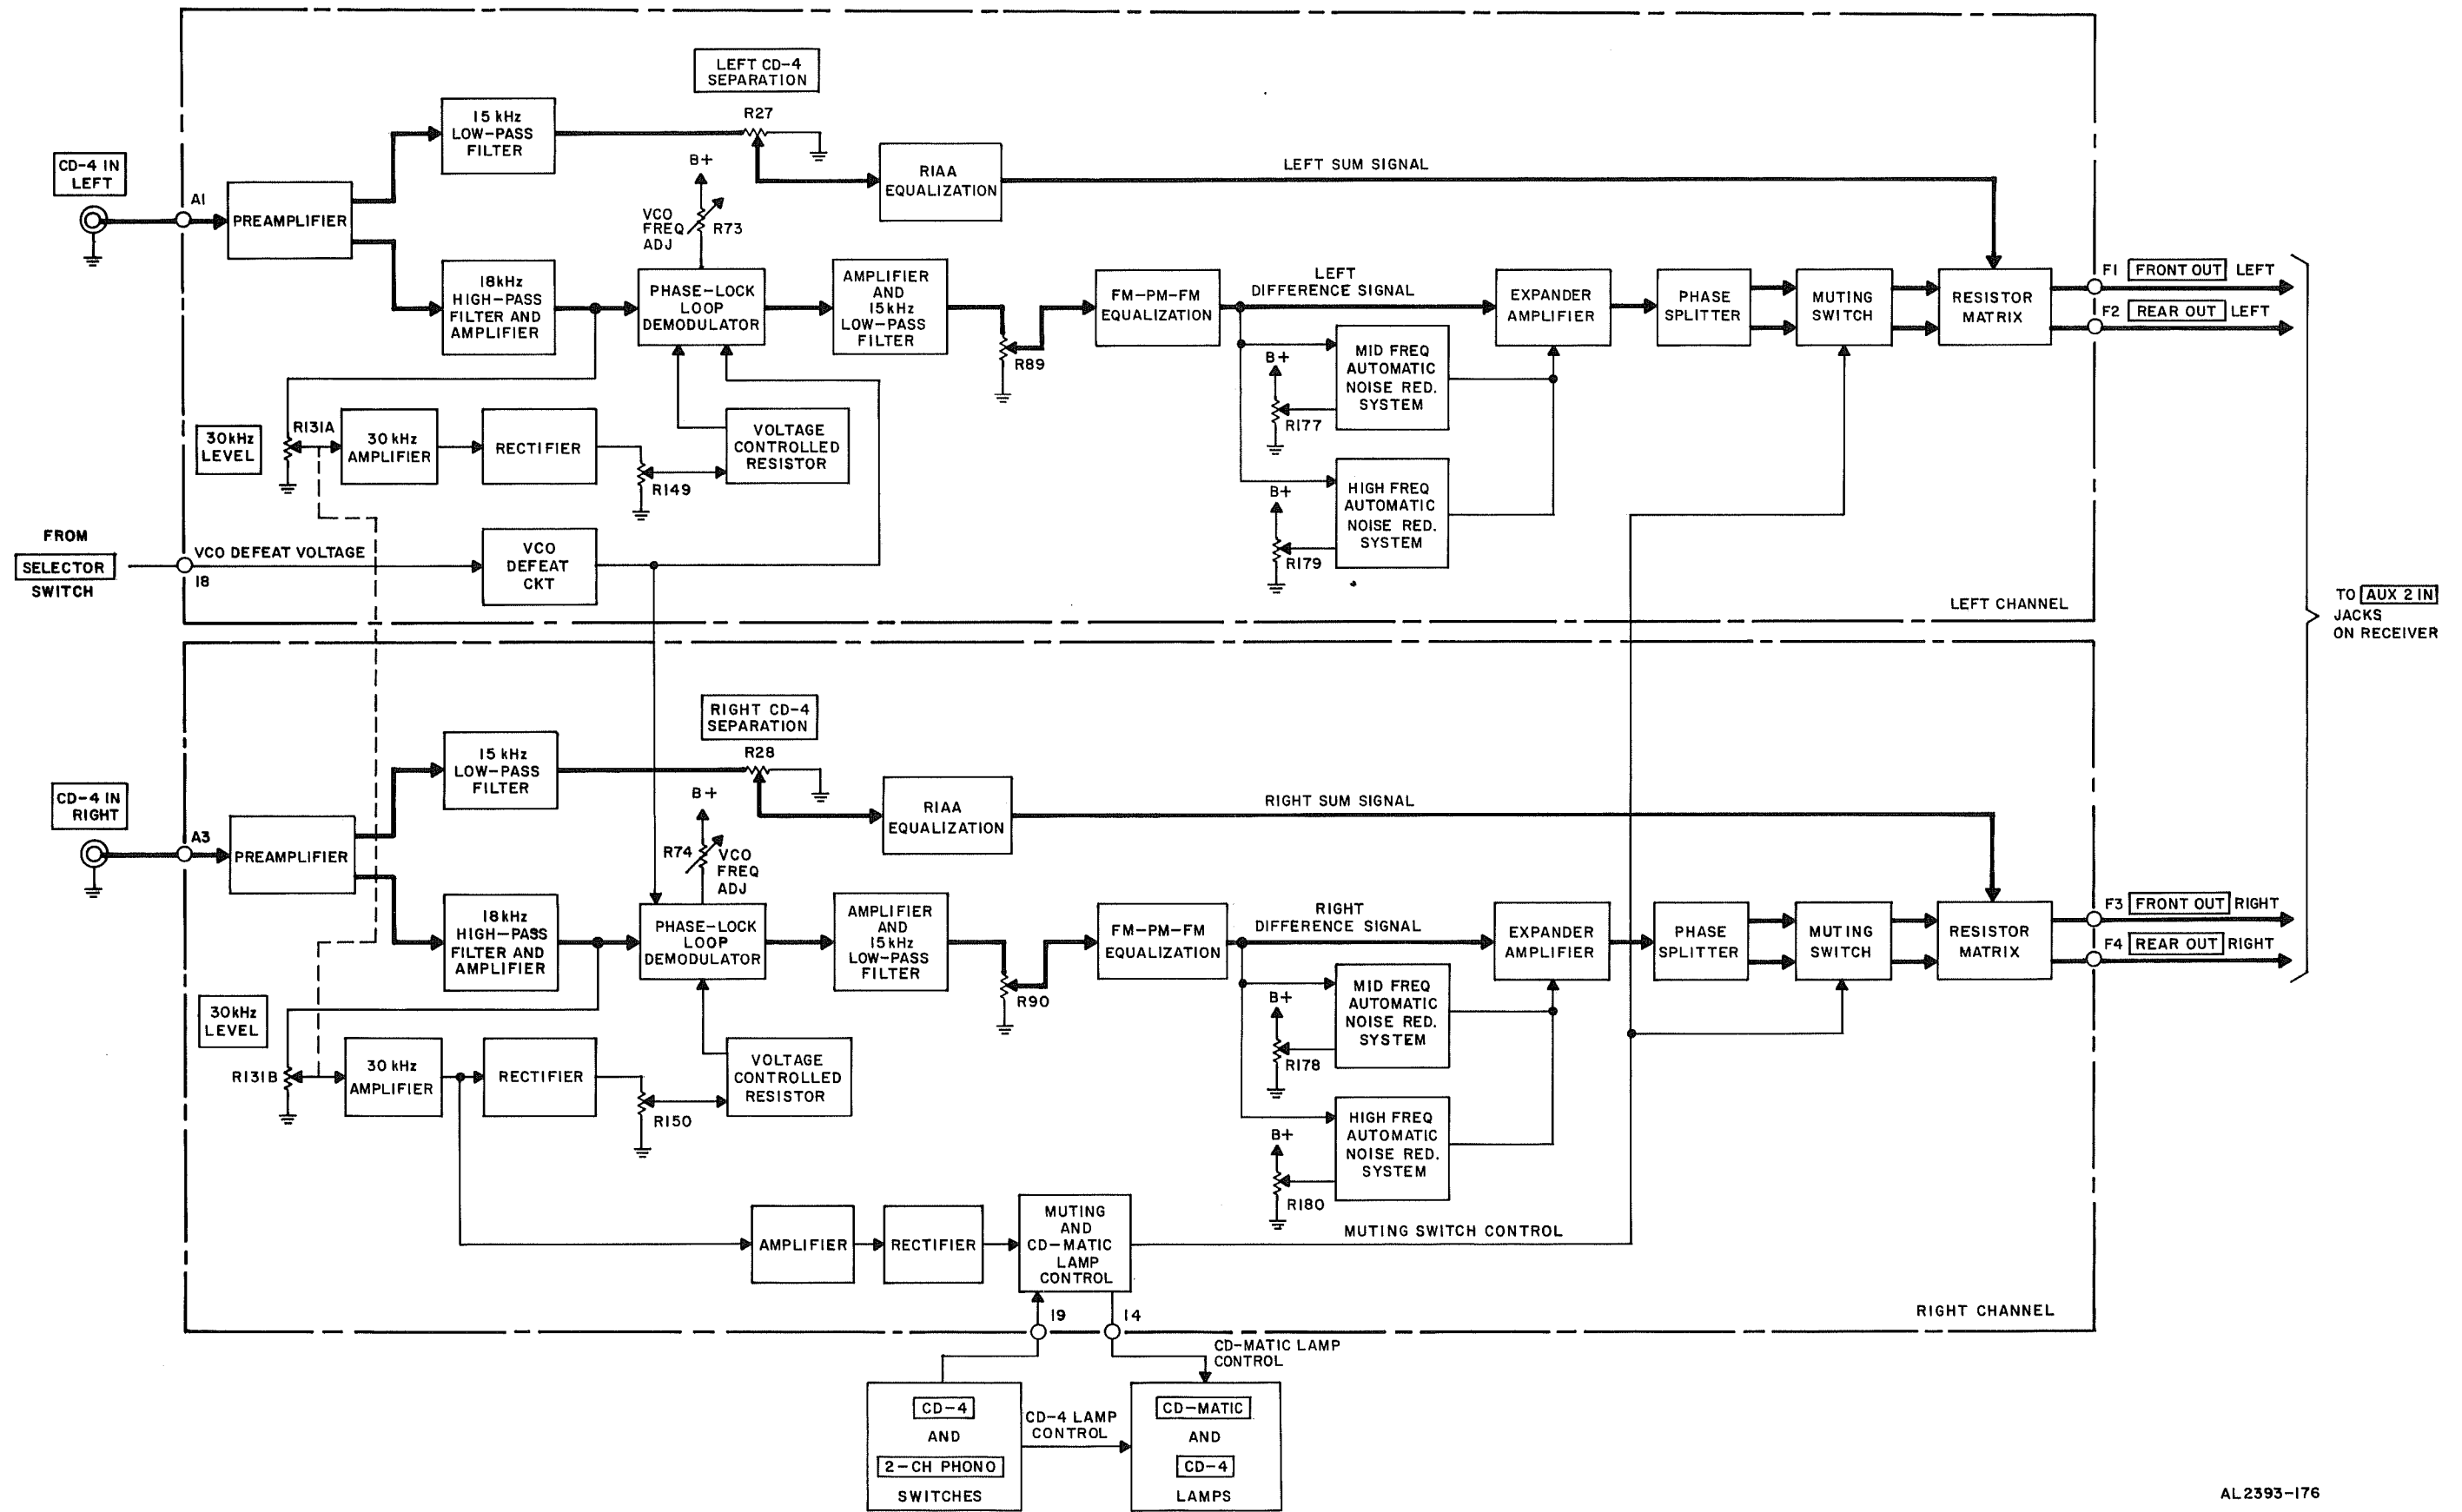 LEFT CD-4
SEPARATION
R27
15 kHz
LOW-PASS
FILTER
CD-4 IN
LEFT
A1
PREAMPLIFIER
B+
VCO
FREQ
ADJ
R73
RIAA
EQUALIZATION
LEFT SUM SIGNAL
18kHz
HIGH-PASS
FILTER AND
AMPLIFIER
PHASE-LOCK
LOOP
DEMODULATOR
AMPLIFIER
AND
15kHz
LOW-PASS
FILTER
R89
FM-PM-FM
EQUALIZATION
LEFT
DIFFERENCE SIGNAL
EXPANDER
AMPLIFIER
PHASE
SPLITTER
MUTING
SWITCH
RESISTOR
MATRIX
F1 FRONT OUT LEFT
F2 REAR OUT LEFT
B+
R177
MID FREQ
AUTOMATIC
NOISE RED.
SYSTEM
30kHz
LEVEL
R131A
30 kHz
AMPLIFIER
RECTIFIER
R149
VOLTAGE
CONTROLLED
RESISTOR
B+
R179
HIGH FREQ
AUTOMATIC
NOISE RED.
SYSTEM
FROM
SELECTOR
SWITCH
18
VCO DEFEAT VOLTAGE
VCO
DEFEAT
CKT
LEFT CHANNEL
TO AUX 2 IN
JACKS
ON RECEIVER
RIGHT CD-4
SEPARATION
R28
15 kHz
LOW-PASS
FILTER
CD-4 IN
RIGHT
A3
PREAMPLIFIER
B+
R74
VCO
FREQ
ADJ
RIAA
EQUALIZATION
RIGHT SUM SIGNAL
18kHz
HIGH-PASS
FILTER AND
AMPLIFIER
PHASE-LOCK
LOOP
DEMODULATOR
AMPLIFIER
AND
15kHz
LOW-PASS
FILTER
R90
FM-PM-FM
EQUALIZATION
RIGHT
DIFFERENCE SIGNAL
EXPANDER
AMPLIFIER
PHASE
SPLITTER
MUTING
SWITCH
RESISTOR
MATRIX
F3 FRONT OUT RIGHT
F4 REAR OUT RIGHT
B+
R178
MID FREQ
AUTOMATIC
NOISE RED.
SYSTEM
30kHz
LEVEL
R131B
30 kHz
AMPLIFIER
RECTIFIER
R150
VOLTAGE
CONTROLLED
RESISTOR
B+
R180
HIGH FREQ
AUTOMATIC
NOISE RED.
SYSTEM
AMPLIFIER
RECTIFIER
MUTING
AND
CD-MATIC
LAMP
CONTROL
MUTING SWITCH CONTROL
RIGHT CHANNEL
19
14
CD-MATIC LAMP
CONTROL
CD-4
AND
2-CH PHONO
SWITCHES
CD-4 LAMP
CONTROL
CD-MATIC
AND
CD-4
LAMPS
AL2393-176